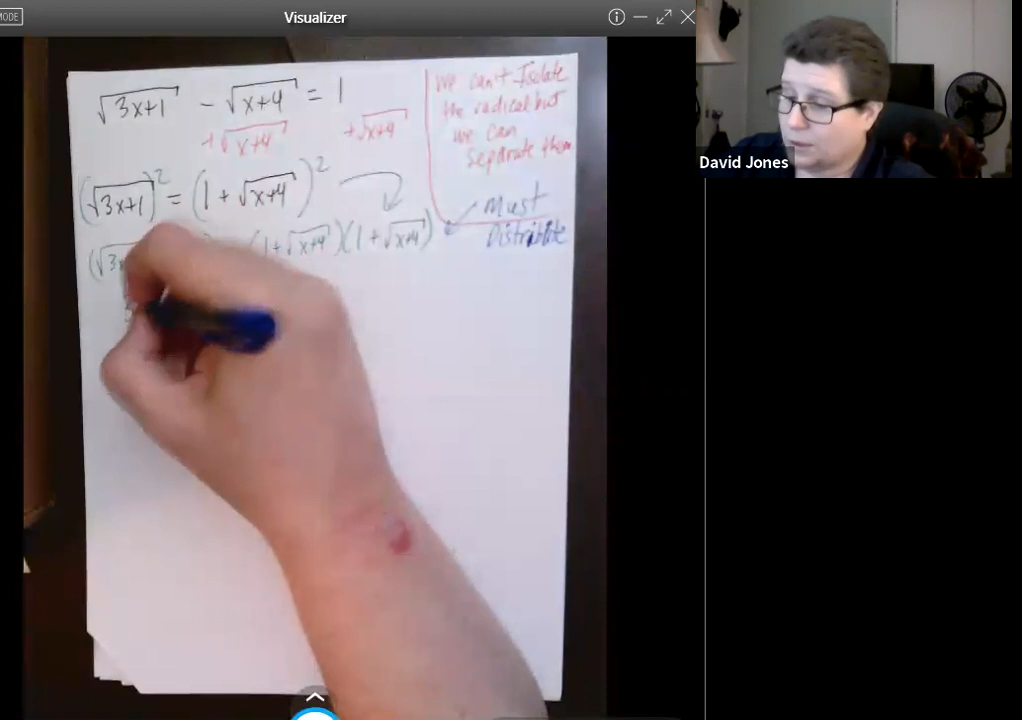 MODE
Visualizer
David Jones
√3x+1 - √x+4 = 1
+√x+4 +√x+4
(√3x+1)² = (1 + √x+4)²
(1+√x+4)(1+√x+4)
We can't Isolate
the radical but
we can
separate them
Must
Distribute